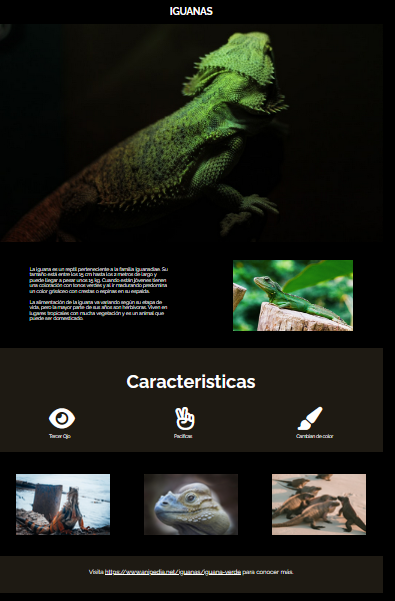 IGUANAS
La iguana es un reptil perteneciente a la familia Iguanidae. Su
tamaño está entre los 15 cm hasta los 2 metros de largo y
puede llegar a pesar unos 15 kg. Cuando están jóvenes tienen
una coloración con tonos verdes y al ir madurando predomina
un color grisáceo con crestas o espinas en su espalda.
La alimentación de la iguana va variando según su etapa de
vida, pero la mayor parte de sus años son herbívoras. Viven en
lugares tropicales con mucha vegetación y es un animal que
puede ser domesticado.
Caracteristicas
Tercer Ojo
Pacíficas
Cambian de color
Visita https://www.anipedia.net/iguanas/iguana-verde para conocer más.